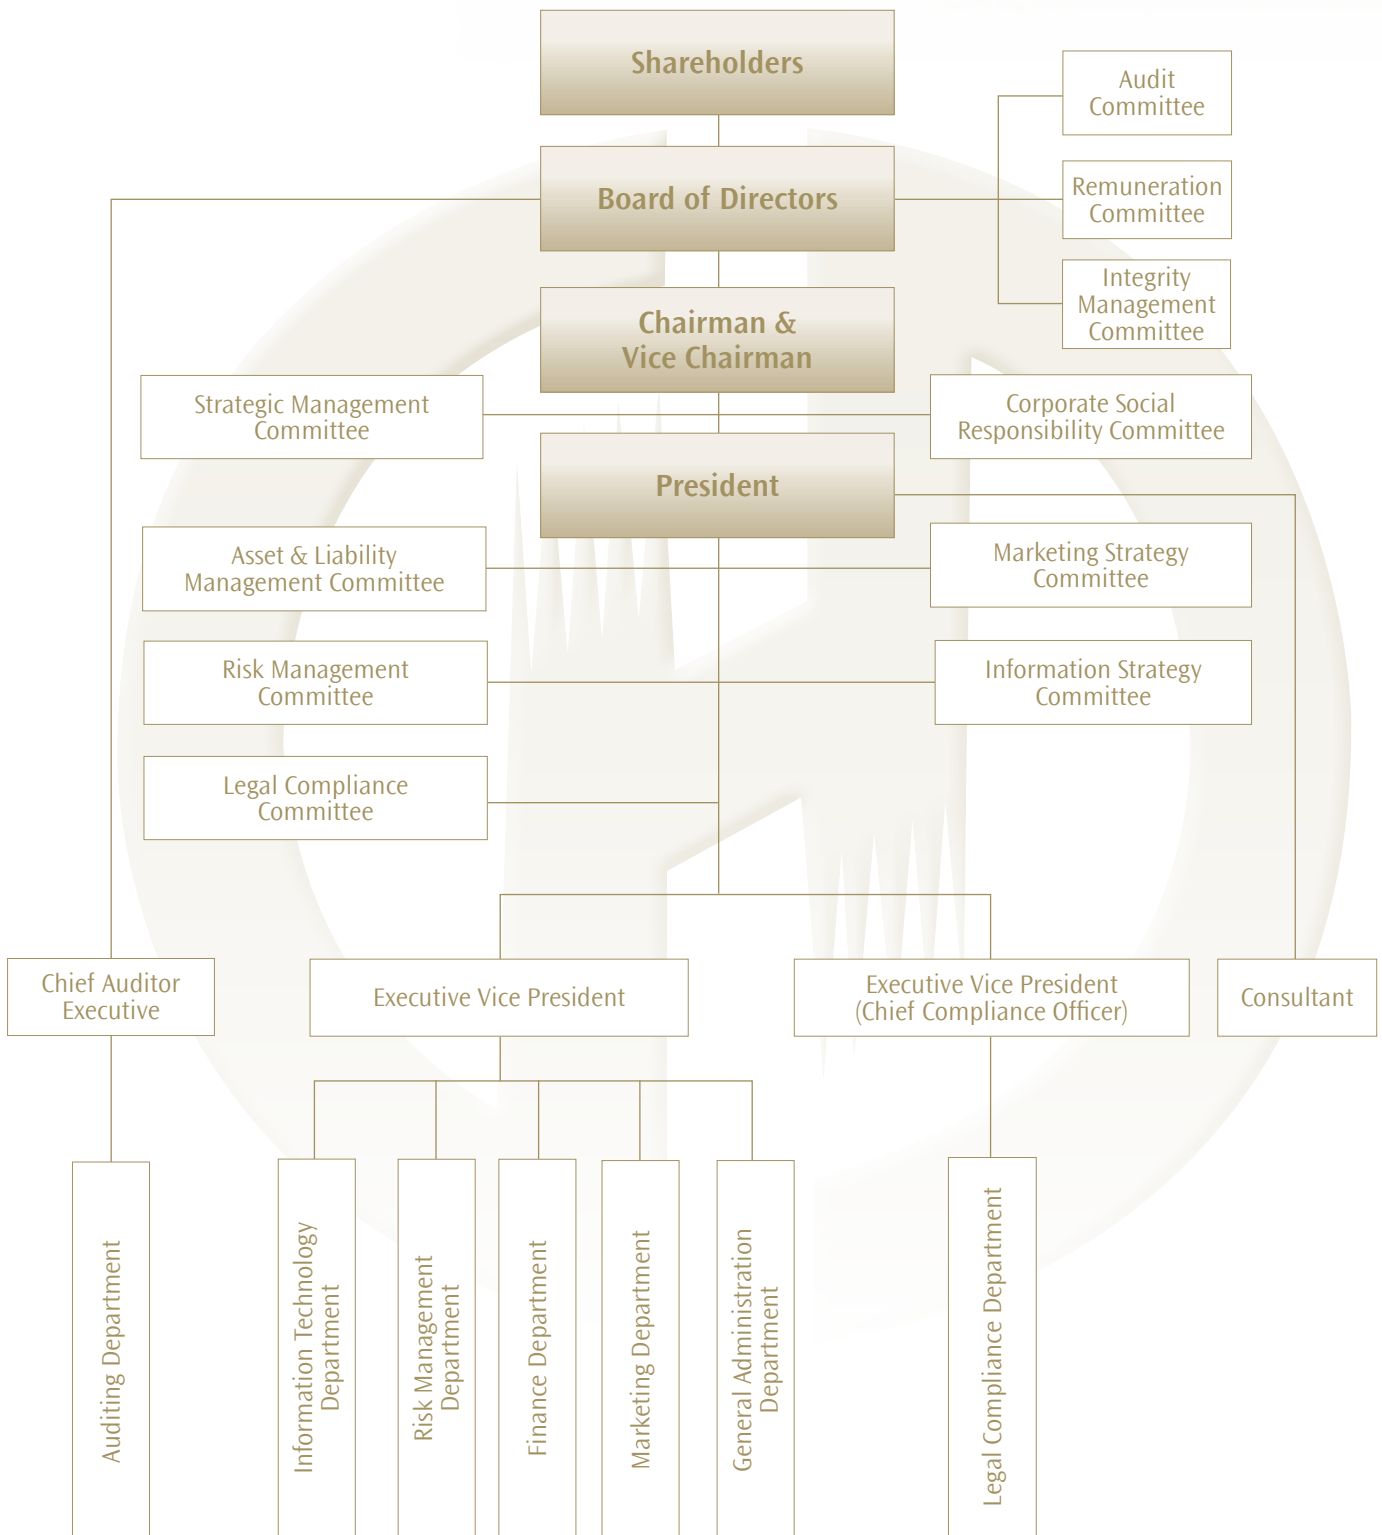 Shareholders
Audit
Committee
Board of Directors
Remuneration
Committee
Integrity
Management
Committee
Chairman &
Vice Chairman
Strategic Management
Committee
Corporate Social
Responsibility Committee
President
Asset & Liability
Management Committee
Marketing Strategy
Committee
Risk Management
Committee
Information Strategy
Committee
Legal Compliance
Committee
Chief Auditor
Executive
Executive Vice President
Executive Vice President
(Chief Compliance Officer)
Consultant
Auditing Department
Information Technology
Department
Risk Management
Department
Finance Department
Marketing Department
General Administration
Department
Legal Compliance Department